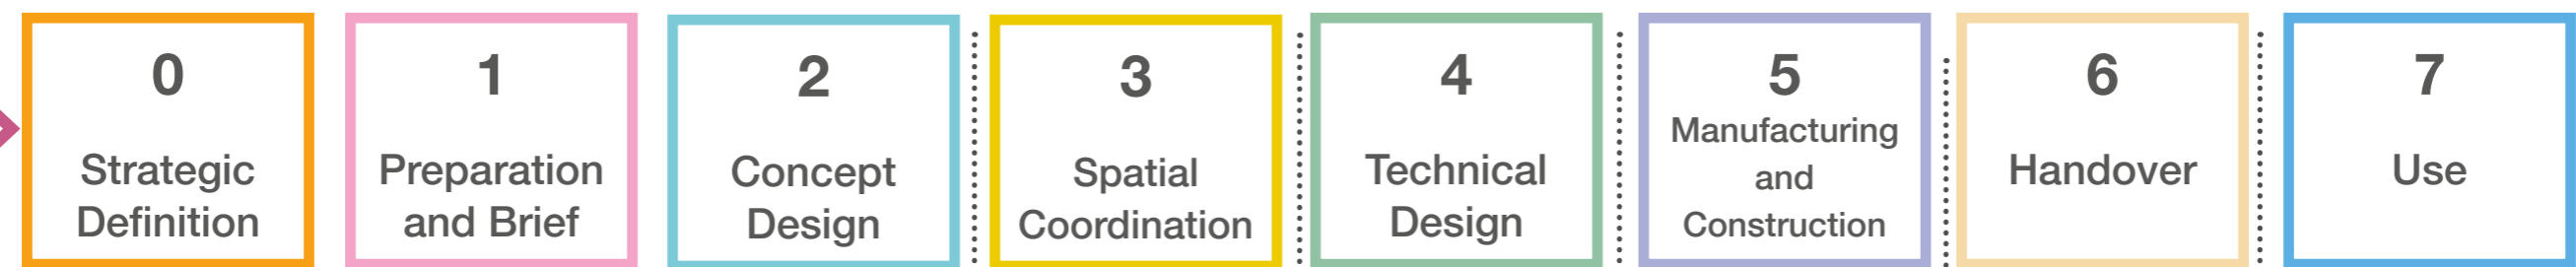 0
Strategic
Definition
1
Preparation
and Brief
2
Concept
Design
3
Spatial
Coordination
4
Technical
Design
5
Manufacturing
and
Construction
6
Handover
7
Use